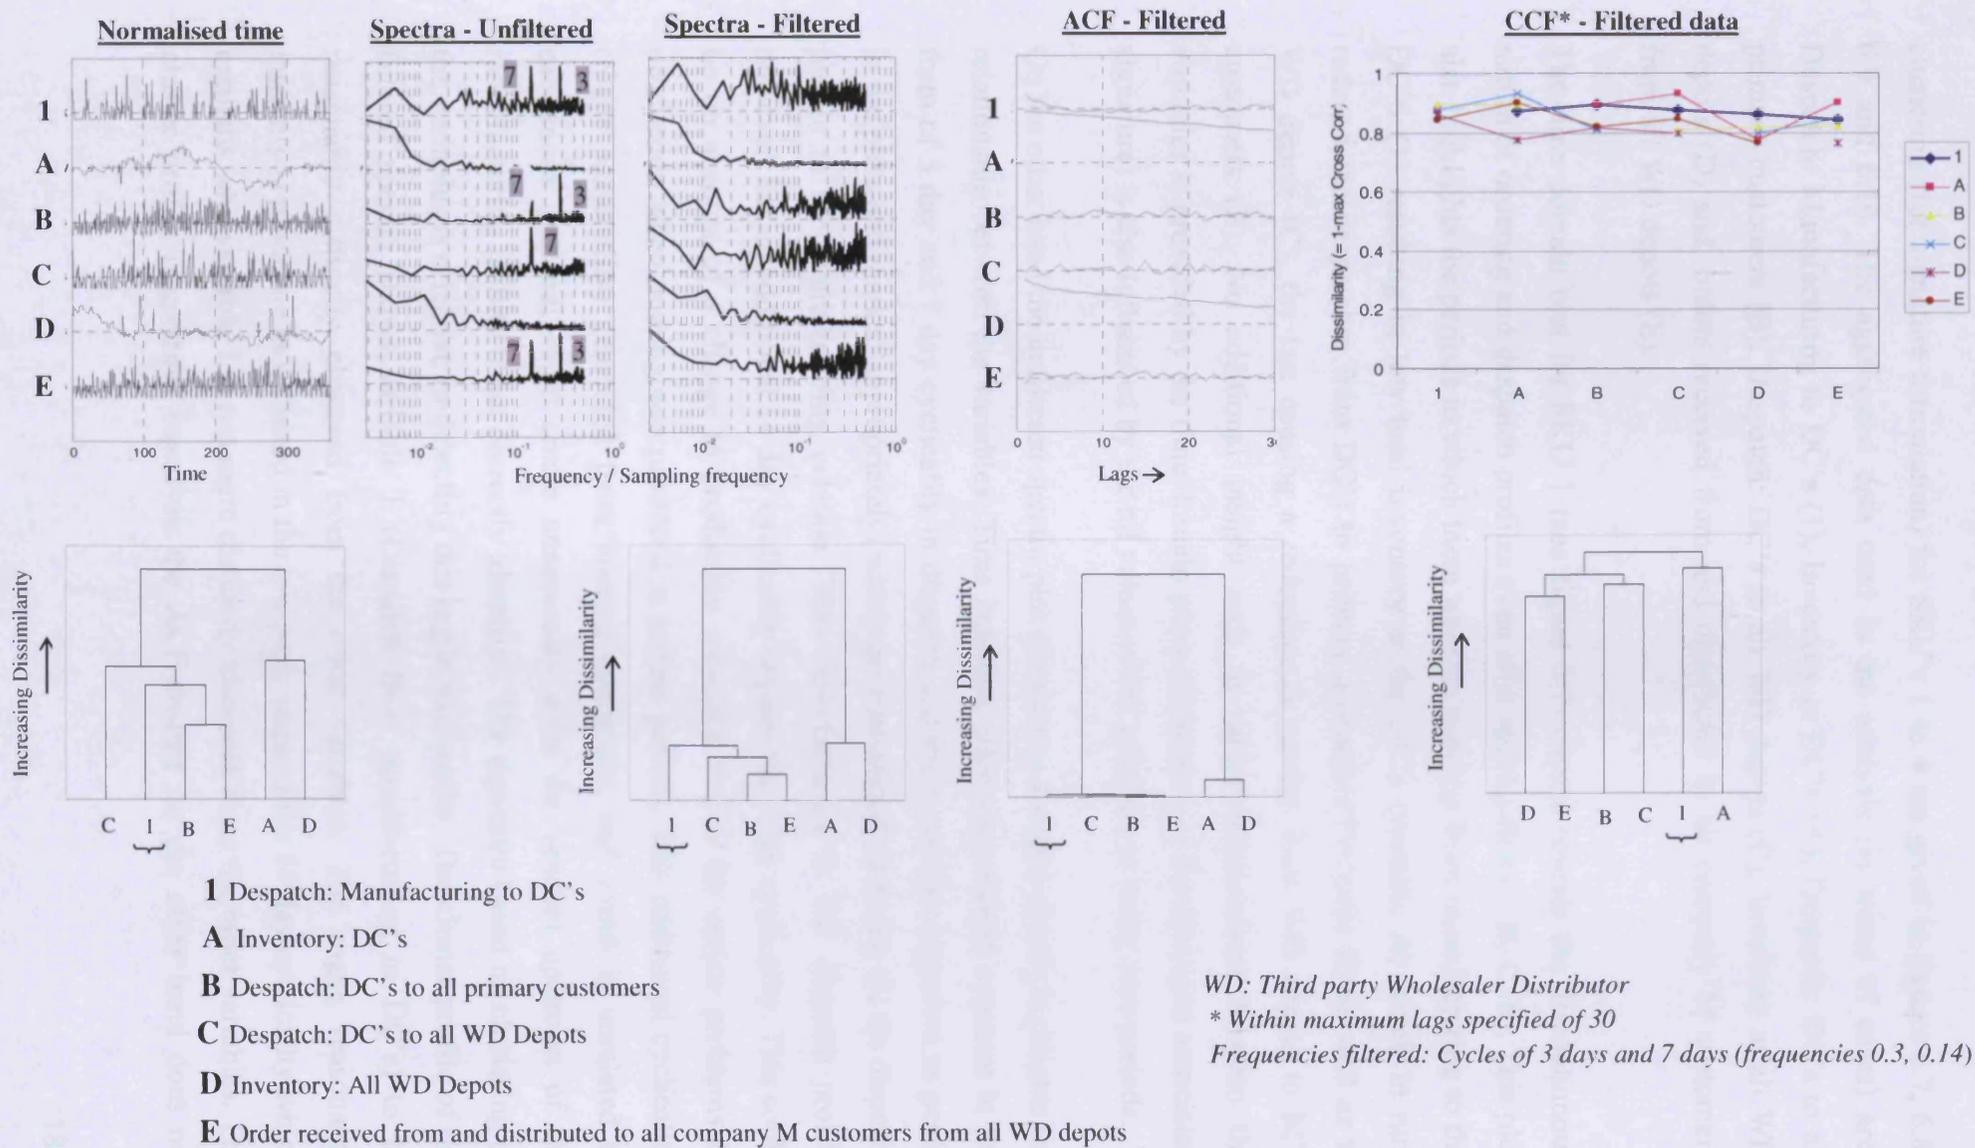 Normalised time
Spectra - Unfiltered
Spectra - Filtered
ACF - Filtered
CCF* - Filtered data
1
A
B
C
D
E
0 100 200 300
Time
7 3
7 3
7
7 3
10-2 10-1 100
10-2 10-1 100
Frequency / Sampling frequency
1
A
B
C
D
E
0 10 20 3
Lags →
Dissimilarity (= 1-max Cross Corr,
1
0.8
0.6
0.4
0.2
0
1 A B C D E
1
A
B
C
D
E
Increasing Dissimilarity
C 1 B E A D
Increasing Dissimilarity
1 C B E A D
Increasing Dissimilarity
1 C B E A D
Increasing Dissimilarity
D E B C 1 A
1 Despatch: Manufacturing to DC's
A Inventory: DC's
B Despatch: DC's to all primary customers
C Despatch: DC's to all WD Depots
D Inventory: All WD Depots
E Order received from and distributed to all company M customers from all WD depots
WD: Third party Wholesaler Distributor
* Within maximum lags specified of 30
Frequencies filtered: Cycles of 3 days and 7 days (frequencies 0.3, 0.14)